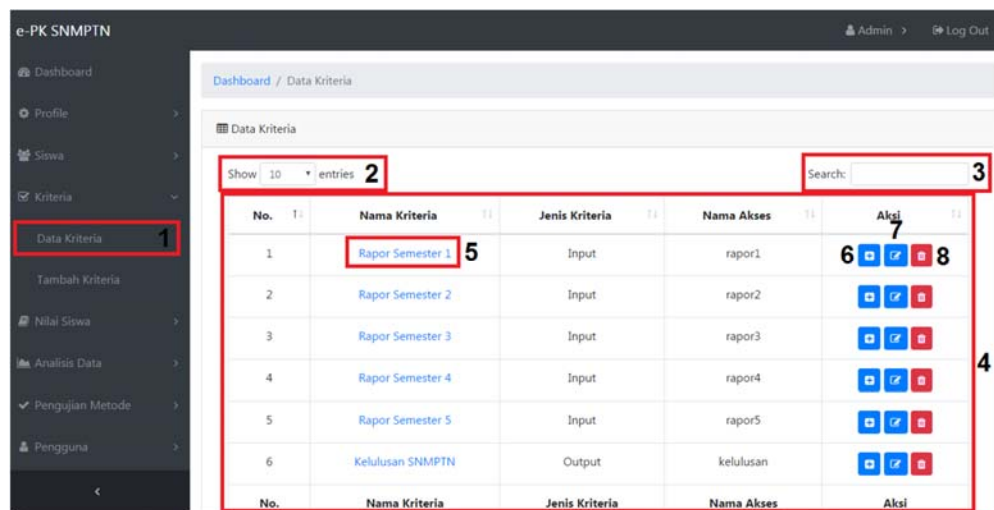 e-PK SNMPTN
Admin
Log Out
Dashboard
Profile
Siswa
Kriteria
Data Kriteria 1
Tambah Kriteria
Nilai Siswa
Analisis Data
Pengujian Metode
Pengguna
Dashboard / Data Kriteria
Data Kriteria
Show 10 entries 2
Search: 3
No. Nama Kriteria Jenis Kriteria Nama Akses Aksi
7
1 Rapor Semester 1 5 Input rapor1 6 8
2 Rapor Semester 2 Input rapor2
3 Rapor Semester 3 Input rapor3
4
4 Rapor Semester 4 Input rapor4
5 Rapor Semester 5 Input rapor5
6 Kelulusan SNMPTN Output kelulusan
No. Nama Kriteria Jenis Kriteria Nama Akses Aksi